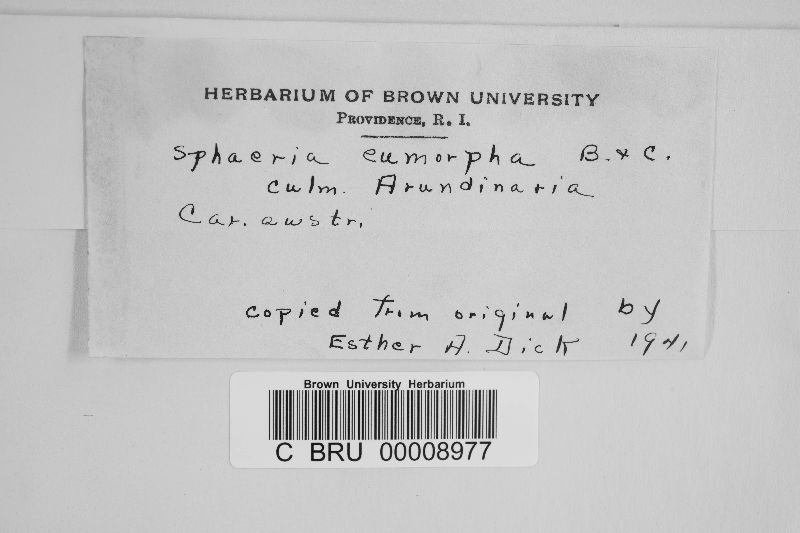 HERBARIUM OF BROWN UNIVERSITY
PROVIDENCE, R. I.
Sphaeria eumorpha B. & C.
culm. Arundinaria
Car. austr.
copied from original by
Esther A. Dick 1941
Brown University Herbarium
C BRU 00008977